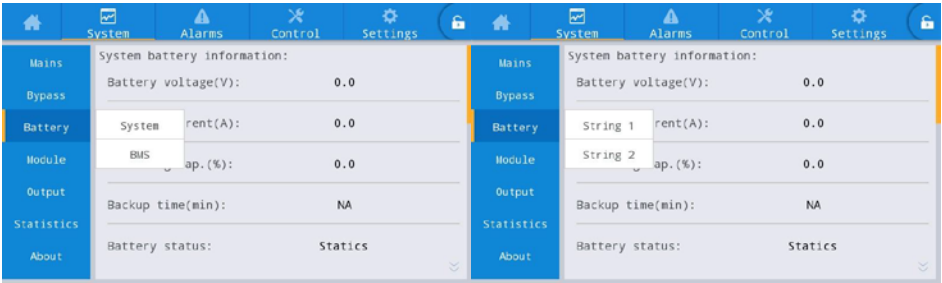 System Alarms Control Settings
Mains
Bypass
Battery
Module
Output
Statistics
About
System battery information:
Battery voltage(V): 0.0
rent(A): 0.0
ap.(%): 0.0
Backup time(min): NA
Battery status: Statics
System
BMS
System Alarms Control Settings
Mains
Bypass
Battery
Module
Output
Statistics
About
System battery information:
Battery voltage(V): 0.0
rent(A): 0.0
ap.(%): 0.0
Backup time(min): NA
Battery status: Statics
String 1
String 2